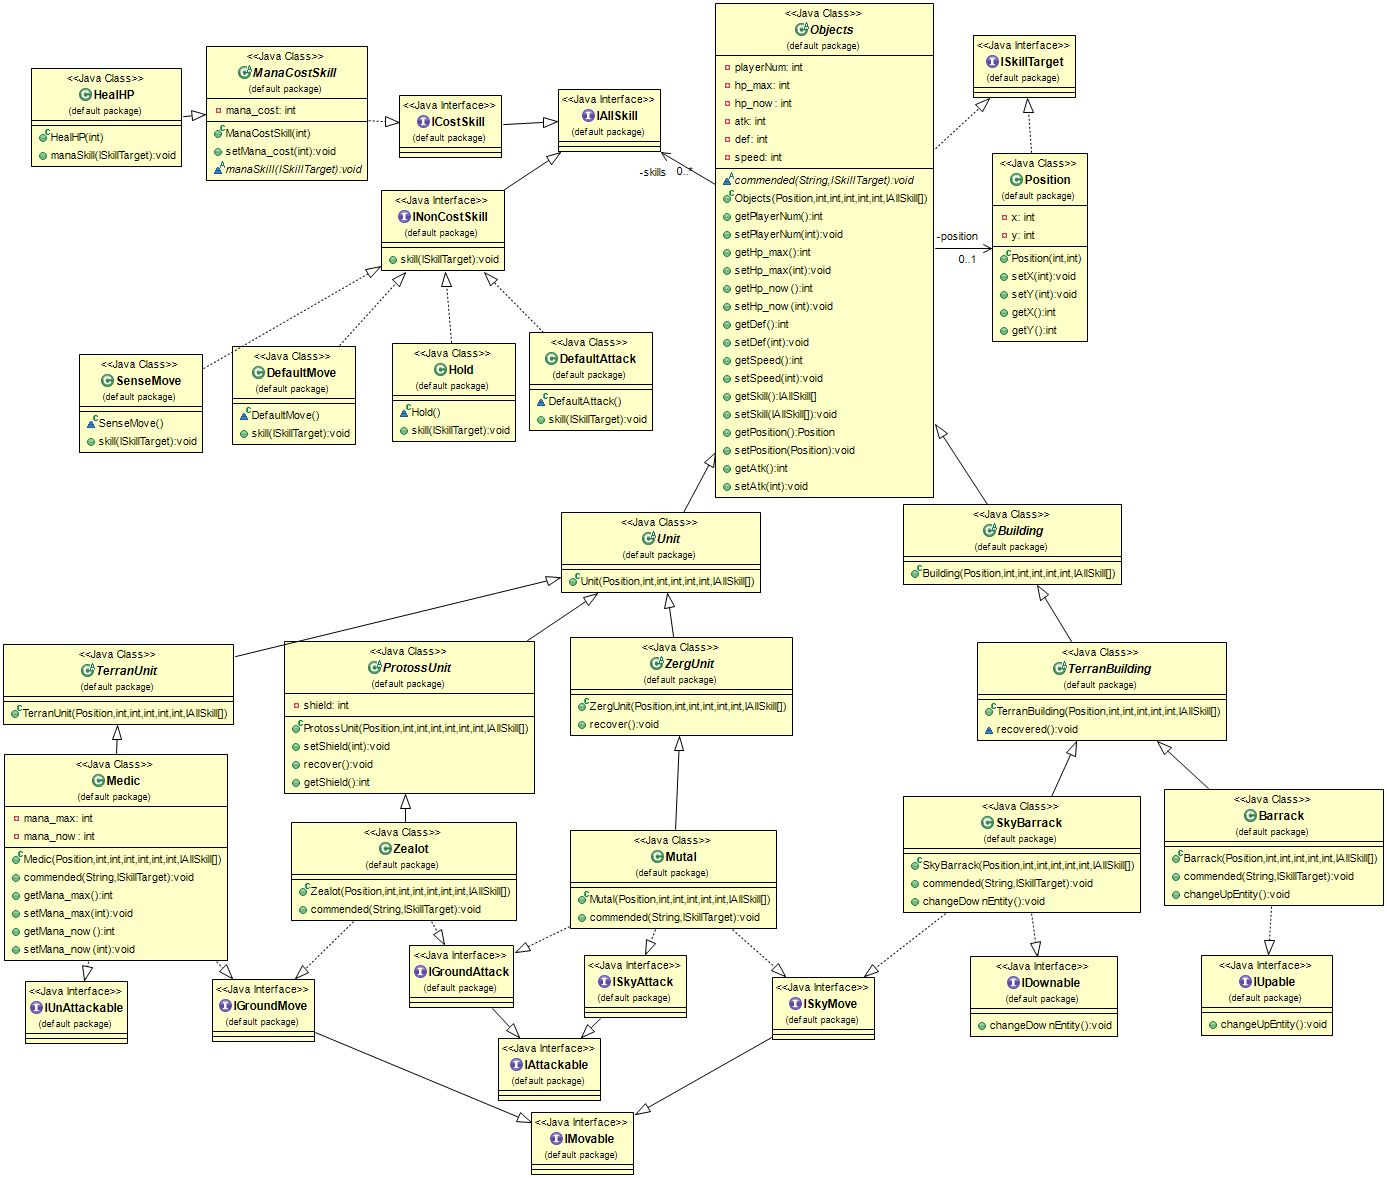 <<Java Class>>
HealHP
(default package)
HealHP(int)
manaSkill(ISkillTarget):void
<<Java Class>>
ManaCostSkill
(default package)
mana_cost: int
ManaCostSkill(int)
setMana_cost(int):void
manaSkill(ISkillTarget):void
<<Java Interface>>
ICostSkill
(default package)
<<Java Interface>>
IAllSkill
(default package)
<<Java Class>>
Objects
(default package)
playerNum: int
hp_max: int
hp_now: int
atk: int
def: int
speed: int
commended(String,ISkillTarget):void
Objects(Position,int,int,int,int,int,IAllSkill[])
getPlayerNum():int
setPlayerNum(int):void
getHp_max():int
setHp_max(int):void
getHp_now():int
setHp_now(int):void
getDef():int
setDef(int):void
getSpeed():int
setSpeed(int):void
getSkill():IAllSkill[]
setSkill(IAllSkill[]):void
getPosition():Position
setPosition(Position):void
getAtk():int
setAtk(int):void
<<Java Interface>>
ISkillTarget
(default package)
-skills
0..*
<<Java Class>>
Position
(default package)
x: int
y: int
Position(int,int)
setX(int):void
setY(int):void
getX():int
getY():int
-position
0..1
<<Java Interface>>
INonCostSkill
(default package)
skill(ISkillTarget):void
<<Java Class>>
SenseMove
(default package)
SenseMove()
skill(ISkillTarget):void
<<Java Class>>
DefaultMove
(default package)
DefaultMove()
skill(ISkillTarget):void
<<Java Class>>
Hold
(default package)
Hold()
skill(ISkillTarget):void
<<Java Class>>
DefaultAttack
(default package)
DefaultAttack()
skill(ISkillTarget):void
<<Java Class>>
Unit
(default package)
Unit(Position,int,int,int,int,int,IAllSkill[])
<<Java Class>>
Building
(default package)
Building(Position,int,int,int,int,int,IAllSkill[])
<<Java Class>>
TerranUnit
(default package)
TerranUnit(Position,int,int,int,int,int,IAllSkill[])
<<Java Class>>
ProtossUnit
(default package)
shield: int
ProtossUnit(Position,int,int,int,int,int,int,IAllSkill[])
setShield(int):void
recover():void
getShield():int
<<Java Class>>
ZergUnit
(default package)
ZergUnit(Position,int,int,int,int,int,IAllSkill[])
recover():void
<<Java Class>>
TerranBuilding
(default package)
TerranBuilding(Position,int,int,int,int,int,IAllSkill[])
recovered():void
<<Java Class>>
Medic
(default package)
mana_max: int
mana_now: int
Medic(Position,int,int,int,int,int,int,int,IAllSkill[])
commended(String,ISkillTarget):void
getMana_max():int
setMana_max(int):void
getMana_now():int
setMana_now(int):void
<<Java Class>>
Zealot
(default package)
Zealot(Position,int,int,int,int,int,int,IAllSkill[])
commended(String,ISkillTarget):void
<<Java Class>>
Mutal
(default package)
Mutal(Position,int,int,int,int,int,IAllSkill[])
commended(String,ISkillTarget):void
<<Java Class>>
SkyBarrack
(default package)
SkyBarrack(Position,int,int,int,int,int,IAllSkill[])
commended(String,ISkillTarget):void
changeDownEntity():void
<<Java Class>>
Barrack
(default package)
Barrack(Position,int,int,int,int,int,IAllSkill[])
commended(String,ISkillTarget):void
changeUpEntity():void
<<Java Interface>>
IUnAttackable
(default package)
<<Java Interface>>
IGroundMove
(default package)
<<Java Interface>>
IGroundAttack
(default package)
<<Java Interface>>
ISkyAttack
(default package)
<<Java Interface>>
ISkyMove
(default package)
<<Java Interface>>
IDownable
(default package)
changeDownEntity():void
<<Java Interface>>
IUpable
(default package)
changeUpEntity():void
<<Java Interface>>
IAttackable
(default package)
<<Java Interface>>
IMovable
(default package)